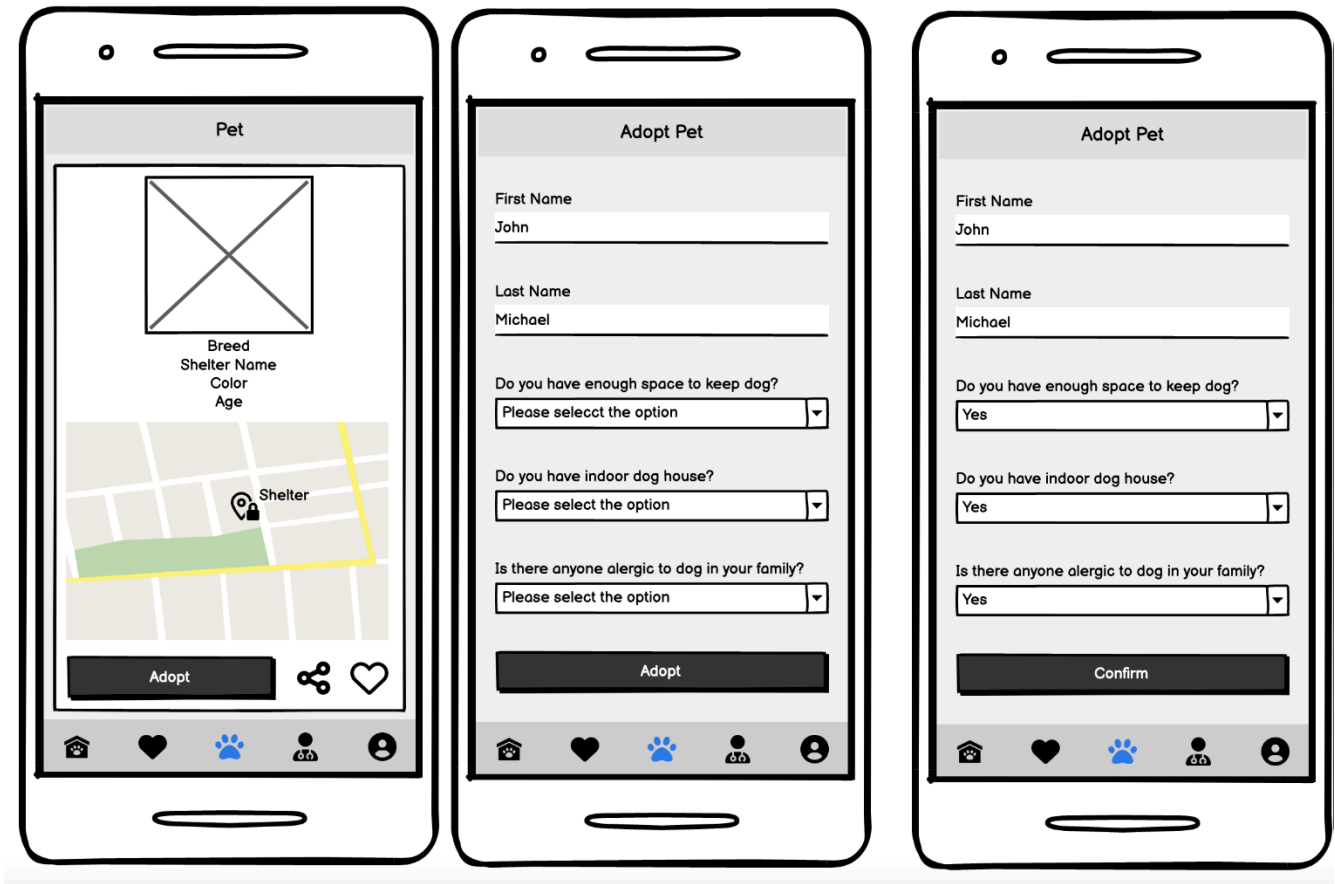 Pet
Breed
Shelter Name
Color
Age
Shelter
Adopt
Adopt Pet
First Name
John
Last Name
Michael
Do you have enough space to keep dog?
Please selecct the option
Do you have indoor dog house?
Please select the option
Is there anyone alergic to dog in your family?
Please select the option
Adopt
Adopt Pet
First Name
John
Last Name
Michael
Do you have enough space to keep dog?
Yes
Do you have indoor dog house?
Yes
Is there anyone alergic to dog in your family?
Yes
Confirm